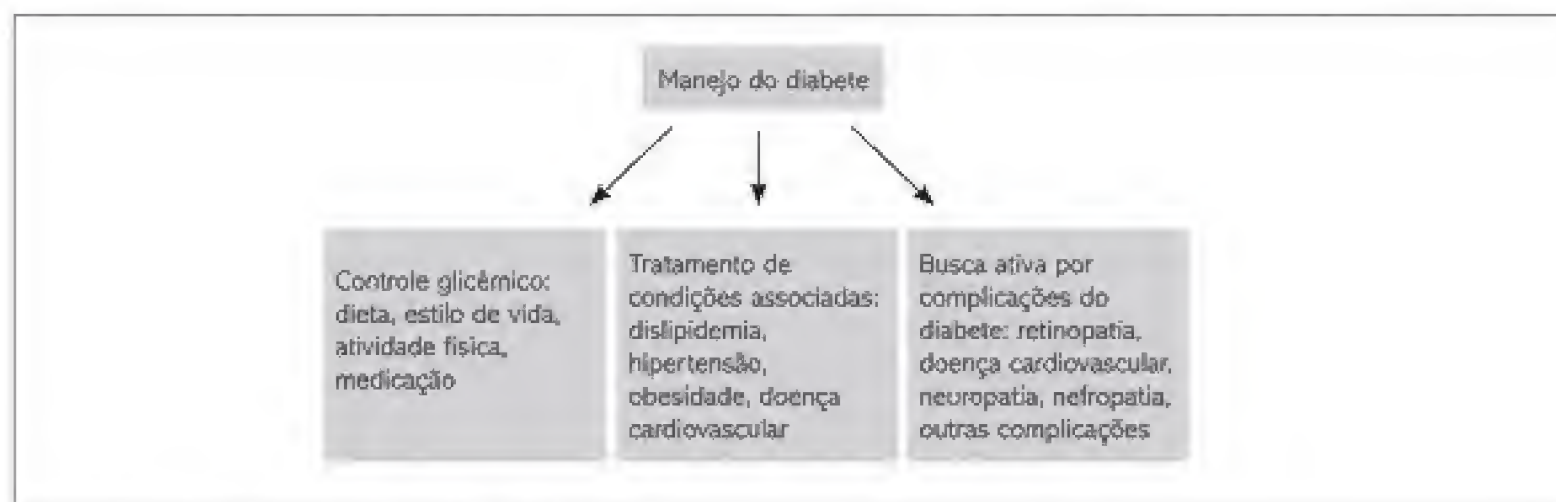 Manejo do diabete
Controle glicêmico:
dieta, estilo de vida,
atividade física,
medicação
Tratamento de
condições associadas:
dislipidemia,
hipertensão,
obesidade, doença
cardiovascular
Busca ativa por
complicações do
diabete: retinopatia,
doença cardiovascular,
neuropatia, nefropatia,
outras complicações